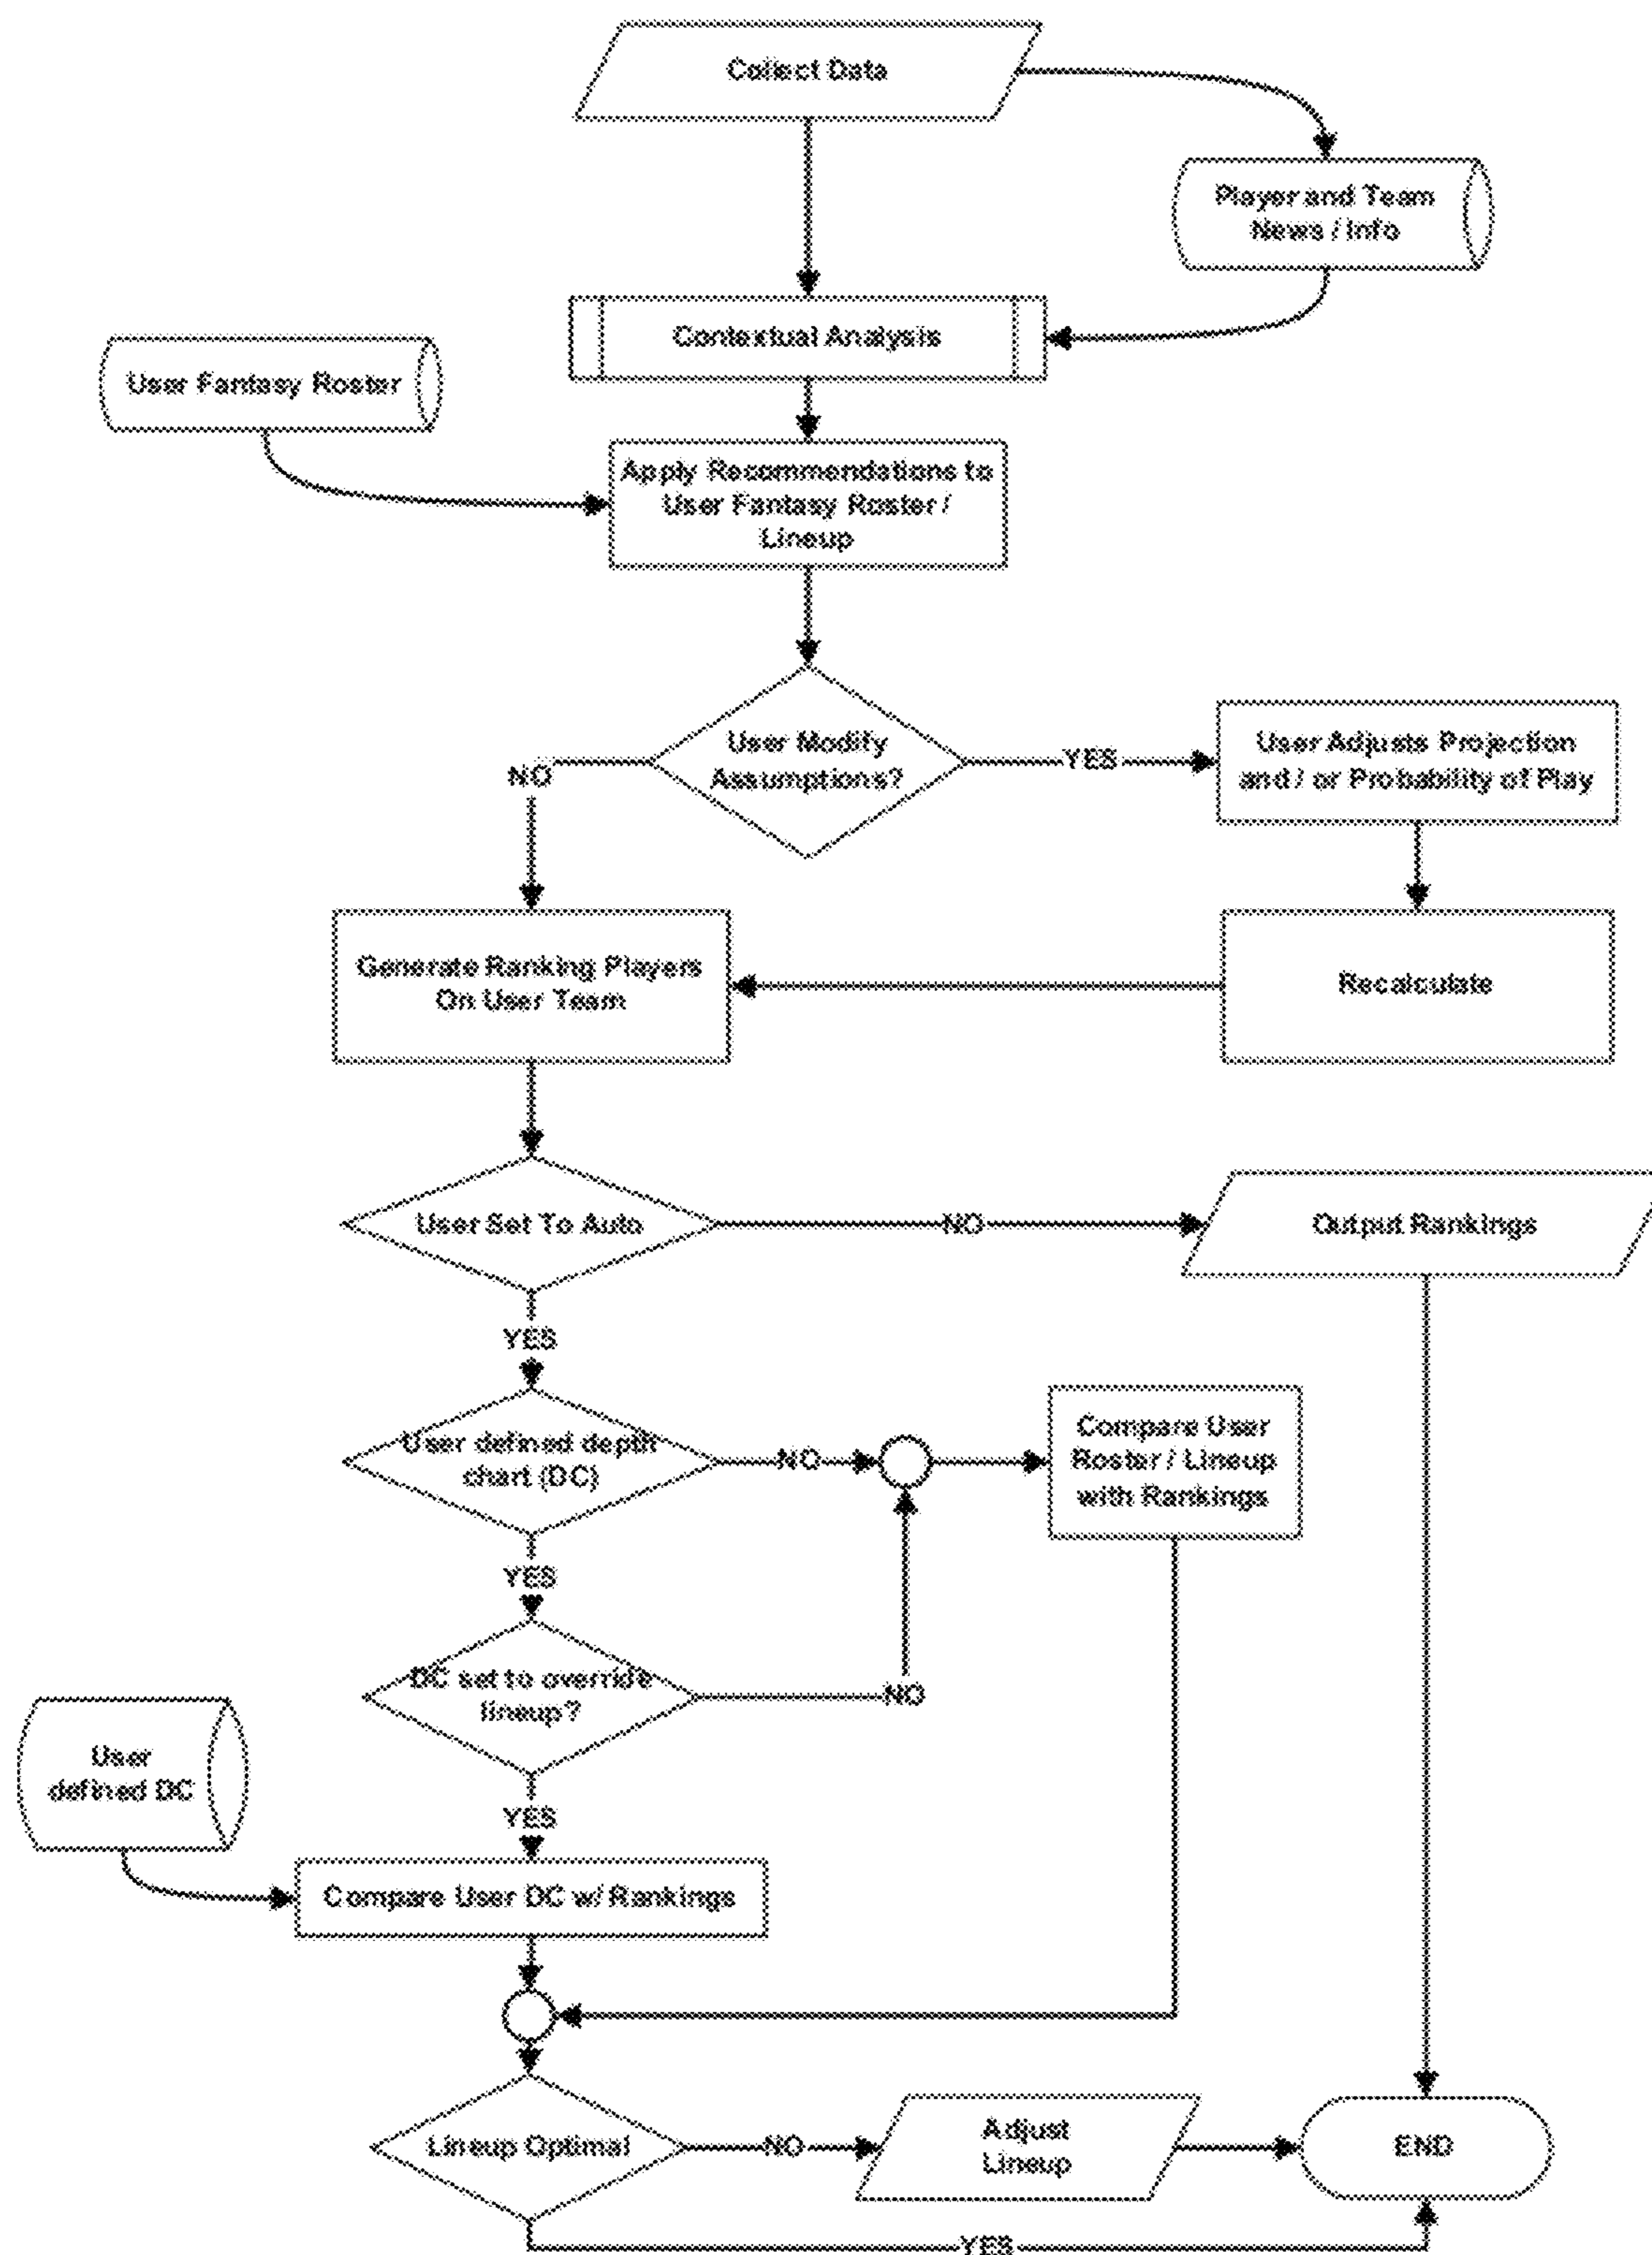 Collect Data
Player and Team
News / Info
Contextual Analysis
User Fantasy Roster
Apply Recommendations to
User Fantasy Roster /
Lineup
User Modify
Assumptions?
NO
YES
User Adjusts Projection
and / or Probability of Play
Generate Ranking Players
On User Team
Recalculate
User Set To Auto
NO
Output Rankings
YES
User defined depth
chart (DC)
NO
Compare User
Roster / Lineup
with Rankings
YES
DC set to override
lineup?
NO
User
defined DC
YES
Compare User DC w/ Rankings
Lineup Optimal
NO
Adjust
Lineup
END
YES